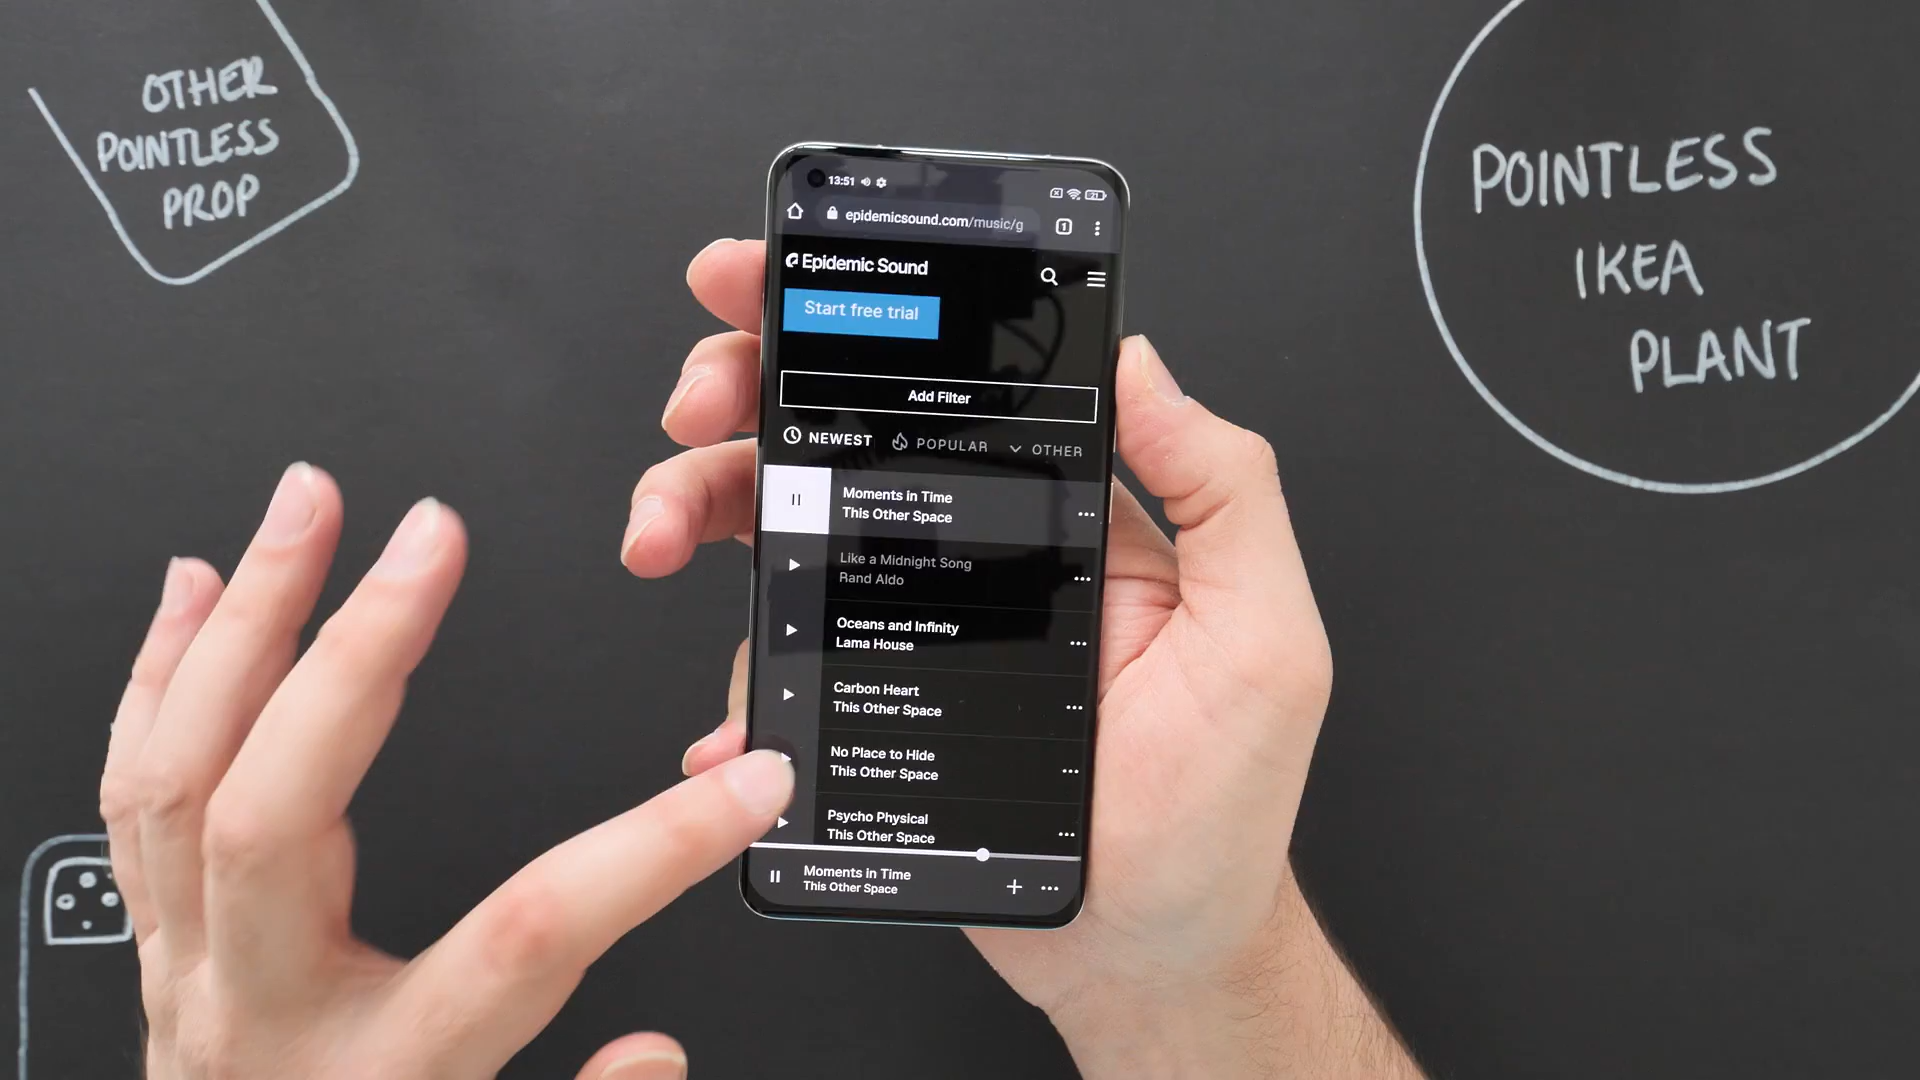 OTHER
POINTLESS
PROP
POINTLESS
IKEA
PLANT
13:51
21
epidemicsound.com/music/g
1
Epidemic Sound
Start free trial
Add Filter
NEWEST POPULAR OTHER
Moments in Time
This Other Space
Like a Midnight Song
Rand Aldo
Oceans and Infinity
Lama House
Carbon Heart
This Other Space
No Place to Hide
This Other Space
Psycho Physical
This Other Space
Moments in Time
This Other Space